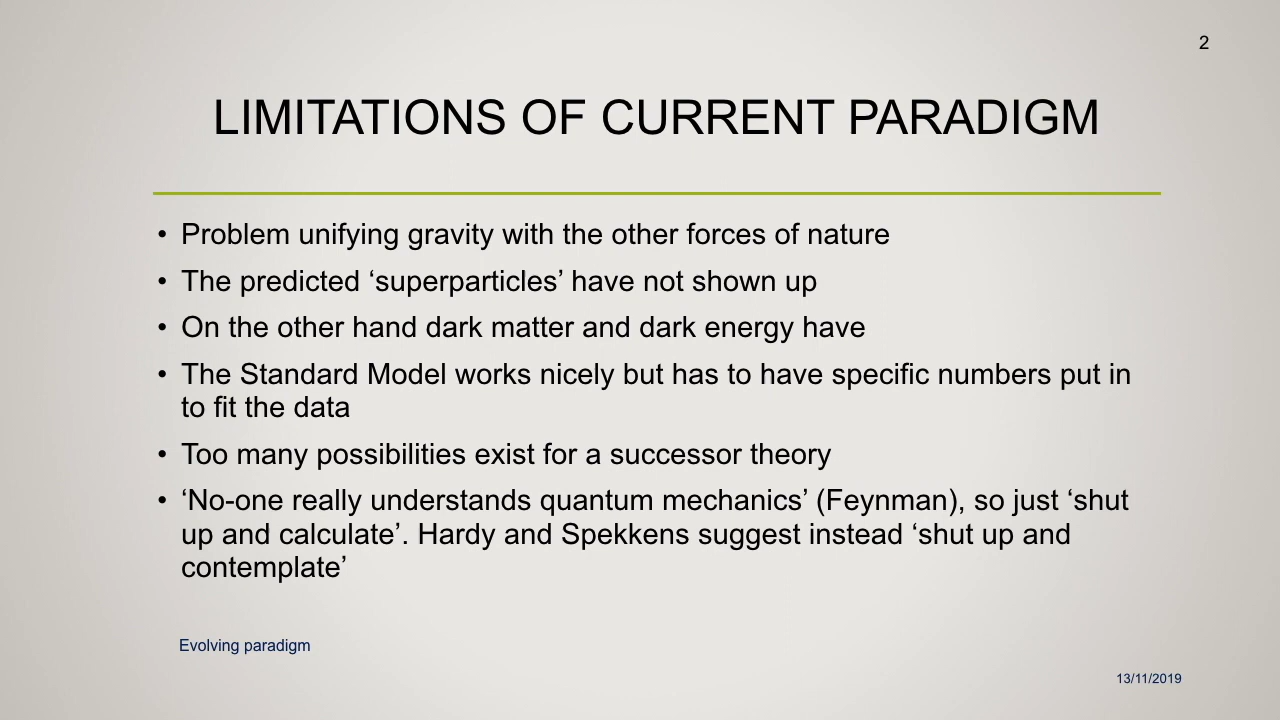 2
LIMITATIONS OF CURRENT PARADIGM
• Problem unifying gravity with the other forces of nature
• The predicted ‘superparticles’ have not shown up
• On the other hand dark matter and dark energy have
• The Standard Model works nicely but has to have specific numbers put in
to fit the data
• Too many possibilities exist for a successor theory
• ‘No-one really understands quantum mechanics’ (Feynman), so just ‘shut
up and calculate’. Hardy and Spekkens suggest instead ‘shut up and
contemplate’
Evolving paradigm
13/11/2019